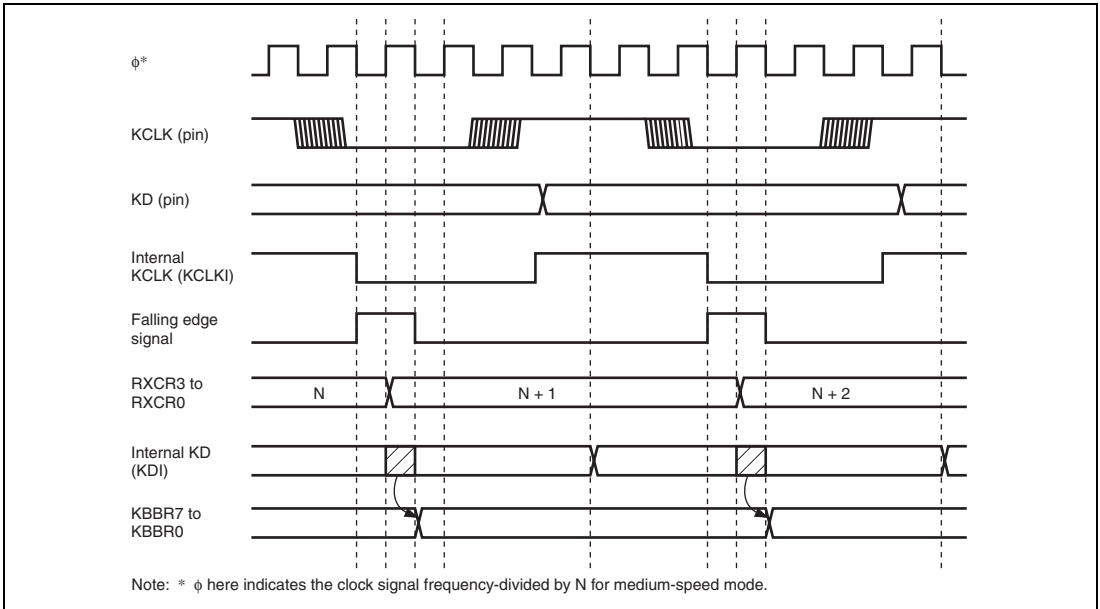 ϕ*
KCLK (pin)
KD (pin)
Internal
KCLK (KCLKI)
Falling edge
signal
RXCR3 to
RXCR0
N
N + 1
N + 2
Internal KD
(KDI)
KBBR7 to
KBBR0
Note: * ϕ here indicates the clock signal frequency-divided by N for medium-speed mode.